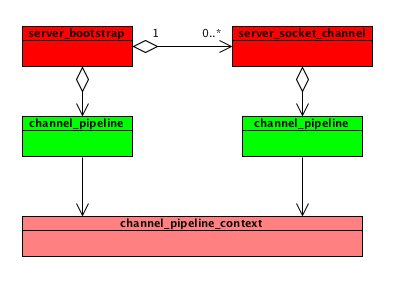 server_bootstrap
1
0..*
server_socket_channel
channel_pipeline
channel_pipeline
channel_pipeline_context